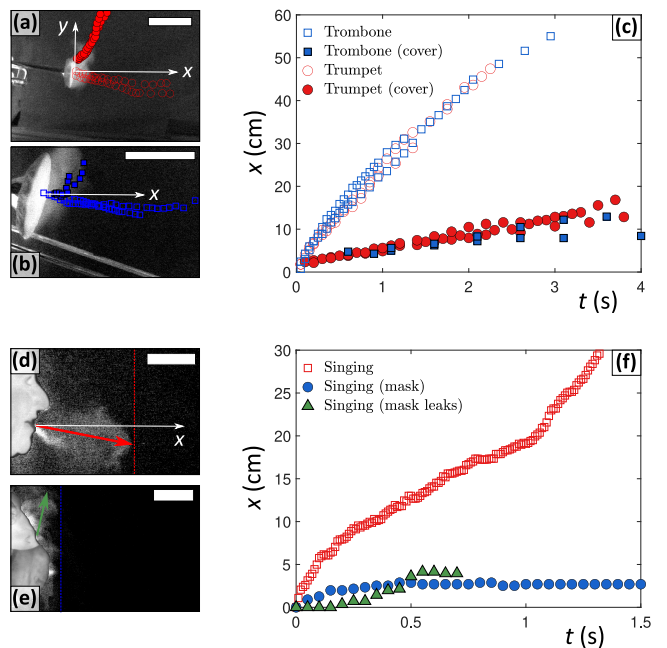 (a)
y
x
(b)
x
(c)
Trombone
Trombone (cover)
Trumpet
Trumpet (cover)
60
50
40
30
20
10
0
x (cm)
0
1
2
3
4
t (s)
(d)
x
(e)
(f)
Singing
Singing (mask)
Singing (mask leaks)
30
25
20
15
10
5
0
x (cm)
0
0.5
1
1.5
t (s)